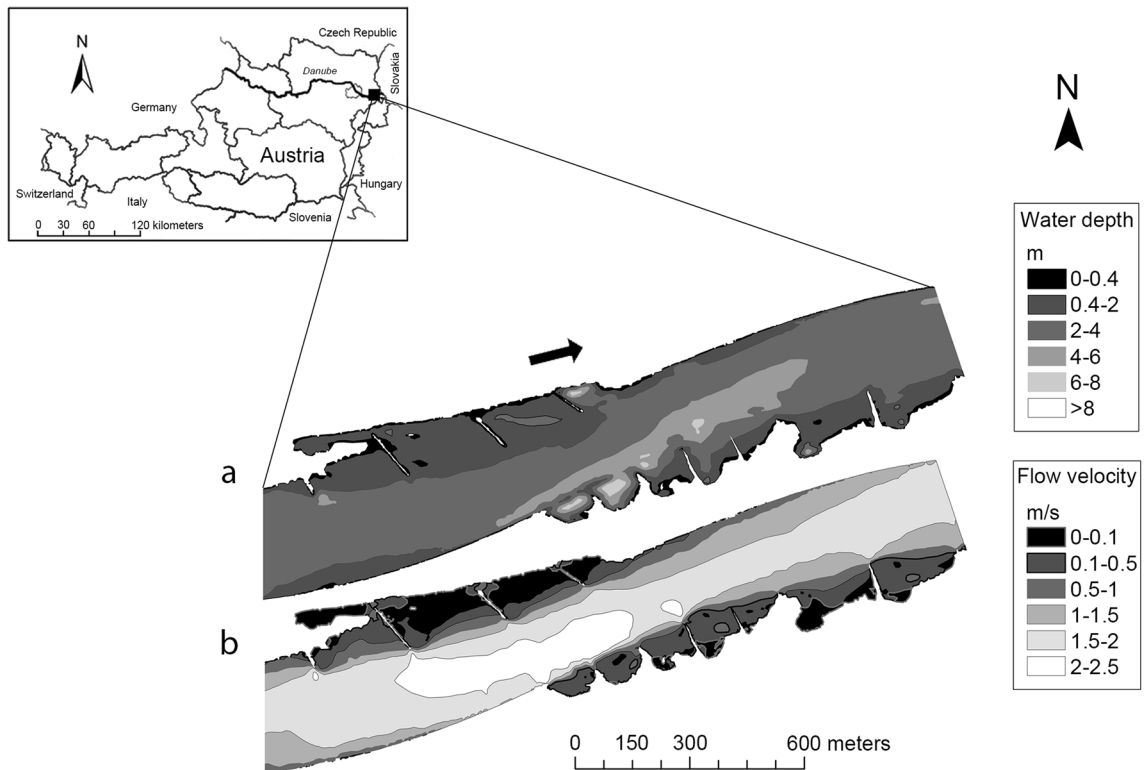 N
Czech Republic
Danube
Slovakia
Germany
Austria
Switzerland
Italy
Hungary
Slovenia
0 30 60 120 kilometers
N
Water depth
m
0-0.4
0.4-2
2-4
4-6
6-8
>8
a
Flow velocity
m/s
0-0.1
0.1-0.5
0.5-1
1-1.5
1.5-2
2-2.5
b
0 150 300 600 meters